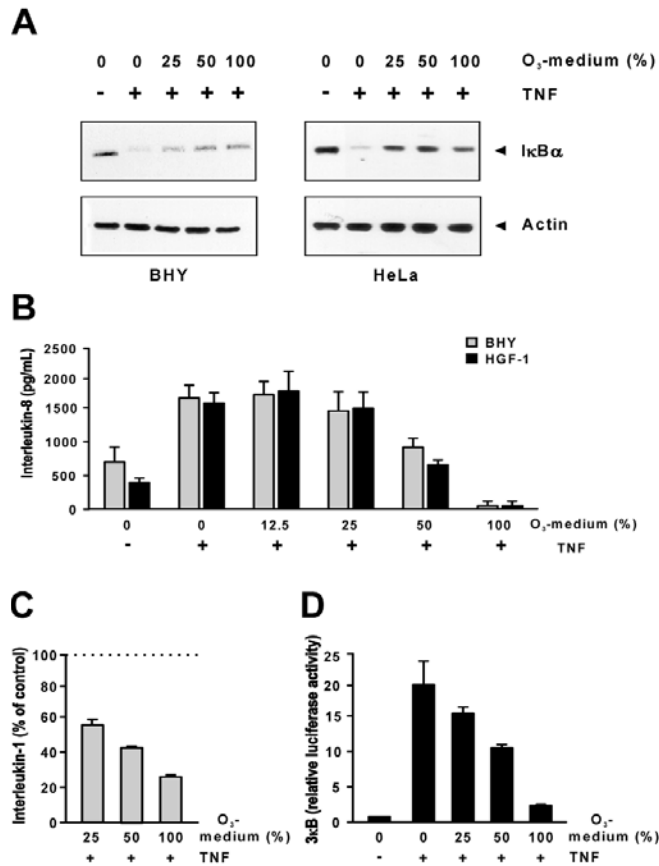 A
0 0 25 50 100 0 0 25 50 100 O₃-medium (%)
- + + + + - + + + + TNF
IκBα
Actin
BHY HeLa
B
Interleukin-8 (pg/mL)
2500
2000
1500
1000
500
0
BHY
HGF-1
0 0 12.5 25 50 100 O₃-medium (%)
- + + + + + TNF
C
Interleukin-1 (% of control)
100
80
60
40
20
0
O₃-
25 50 100 medium (%)
+ + + TNF
D
3κB (relative luciferase activity)
25
20
15
10
5
0
O₃-
0 0 25 50 100 medium (%)
- + + + + TNF